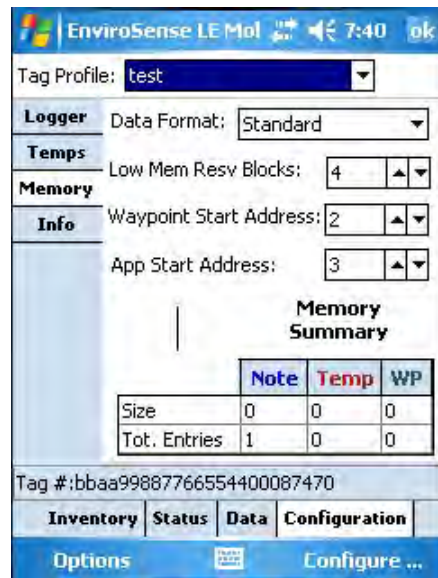 EnviroSense LE Mol 7:40 ok
Tag Profile: test
Logger
Data Format: Standard
Temps
Low Mem Resv Blocks: 4
Memory
Waypoint Start Address: 2
Info
App Start Address: 3
Memory
Summary
Note Temp WP
Size 0 0 0
Tot. Entries 1 0 0
Tag #:bbaa99887766554400087470
Inventory Status Data Configuration
Options Configure ...